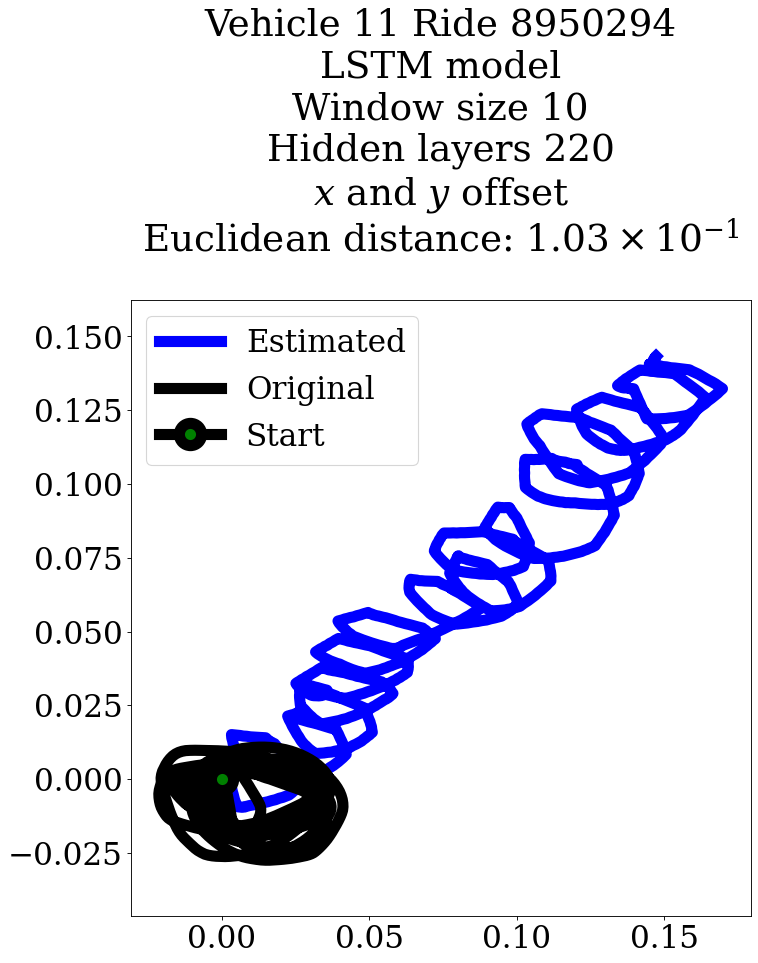 Vehicle 11 Ride 8950294
LSTM model
Window size 10
Hidden layers 220
x and y offset
Euclidean distance: 1.03 × 10⁻¹
Estimated
Original
Start
0.150
0.125
0.100
0.075
0.050
0.025
0.000
−0.025
0.00 0.05 0.10 0.15